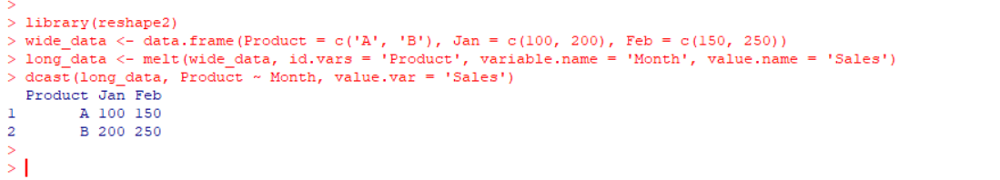 >
> library(reshape2)
> wide_data <- data.frame(Product = c('A', 'B'), Jan = c(100, 200), Feb = c(150, 250))
> long_data <- melt(wide_data, id.vars = 'Product', variable.name = 'Month', value.name = 'Sales')
> dcast(long_data, Product ~ Month, value.var = 'Sales')
  Product Jan Feb
1       A 100 150
2       B 200 250
>
>